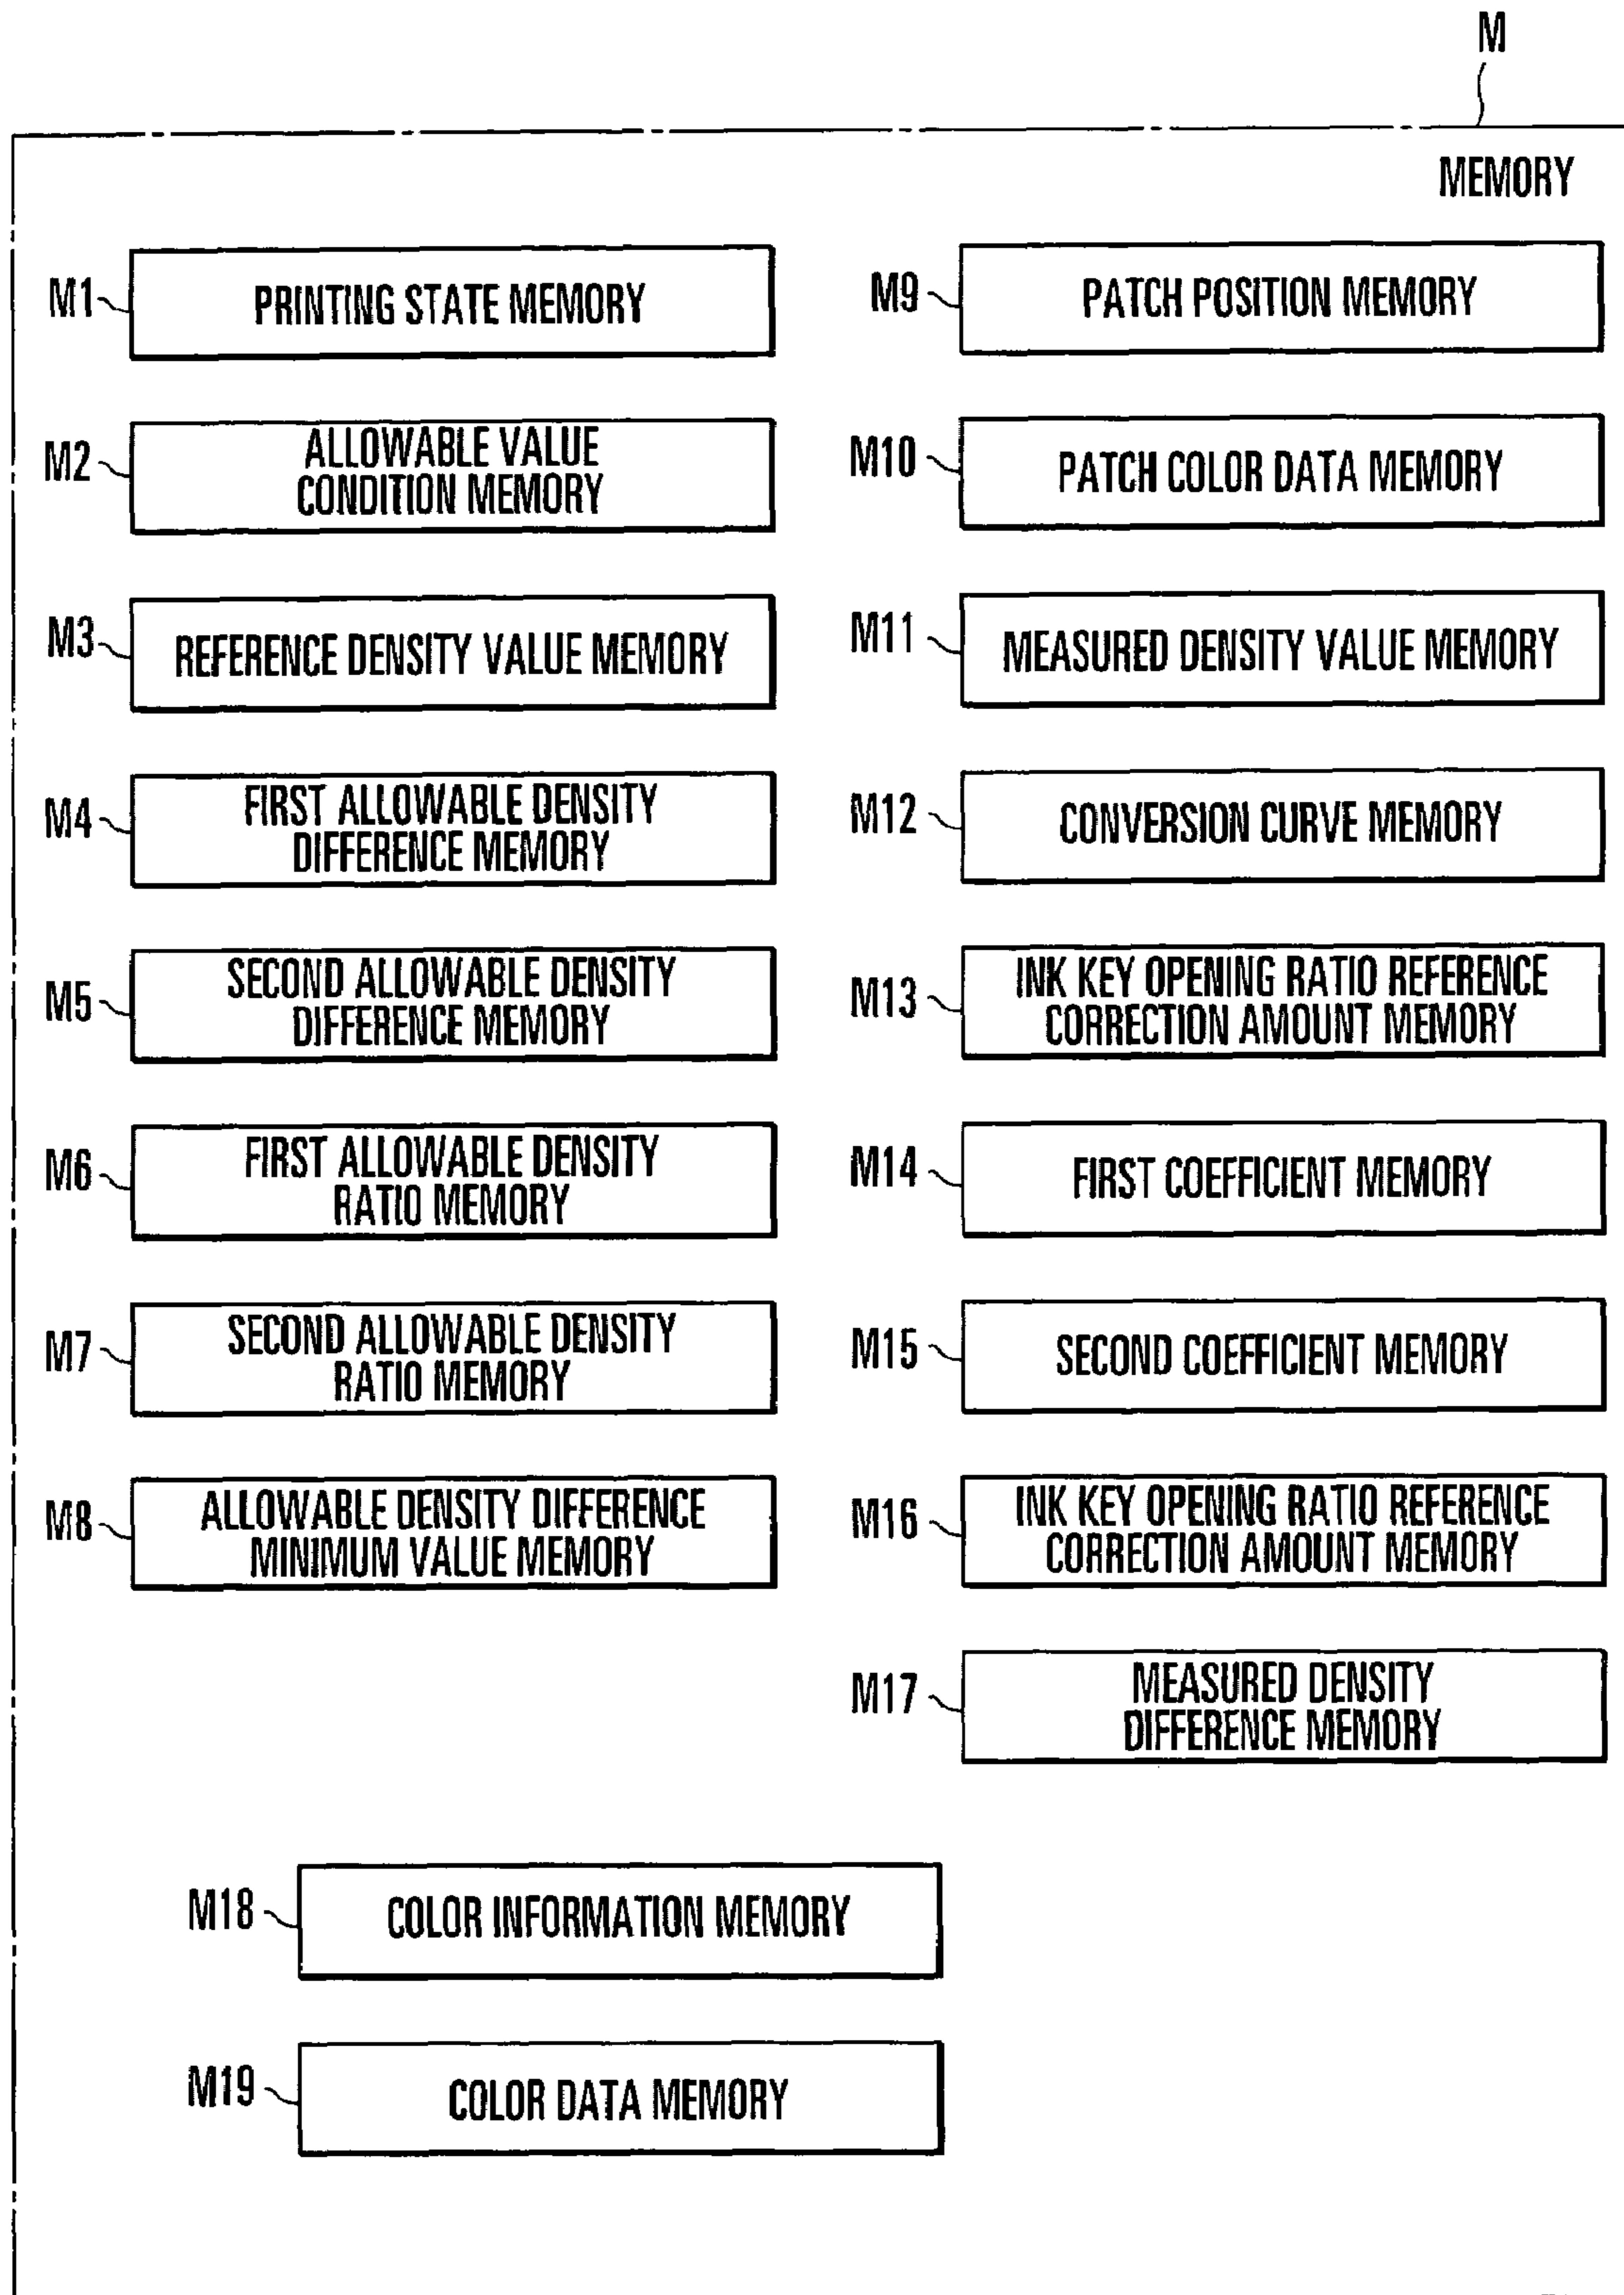 M
MEMORY
M1
PRINTING STATE MEMORY
M2
ALLOWABLE VALUE
CONDITION MEMORY
M3
REFERENCE DENSITY VALUE MEMORY
M4
FIRST ALLOWABLE DENSITY
DIFFERENCE MEMORY
M5
SECOND ALLOWABLE DENSITY
DIFFERENCE MEMORY
M6
FIRST ALLOWABLE DENSITY
RATIO MEMORY
M7
SECOND ALLOWABLE DENSITY
RATIO MEMORY
M8
ALLOWABLE DENSITY DIFFERENCE
MINIMUM VALUE MEMORY
M9
PATCH POSITION MEMORY
M10
PATCH COLOR DATA MEMORY
M11
MEASURED DENSITY VALUE MEMORY
M12
CONVERSION CURVE MEMORY
M13
INK KEY OPENING RATIO REFERENCE
CORRECTION AMOUNT MEMORY
M14
FIRST COEFFICIENT MEMORY
M15
SECOND COEFFICIENT MEMORY
M16
INK KEY OPENING RATIO REFERENCE
CORRECTION AMOUNT MEMORY
M17
MEASURED DENSITY
DIFFERENCE MEMORY
M18
COLOR INFORMATION MEMORY
M19
COLOR DATA MEMORY